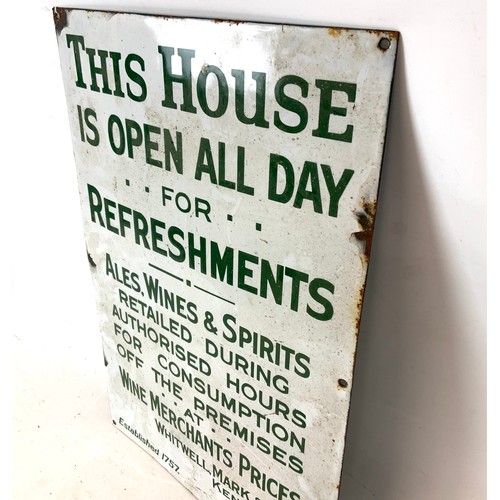 THIS HOUSE
IS OPEN ALL DAY
. . FOR . .
REFRESHMENTS
ALES, WINES & SPIRITS
RETAILED DURING
AUTHORISED HOURS
FOR CONSUMPTION
OFF THE PREMISES
. . AT . .
WINE MERCHANTS PRICES
WHITWELL, MARK
Established 1757.